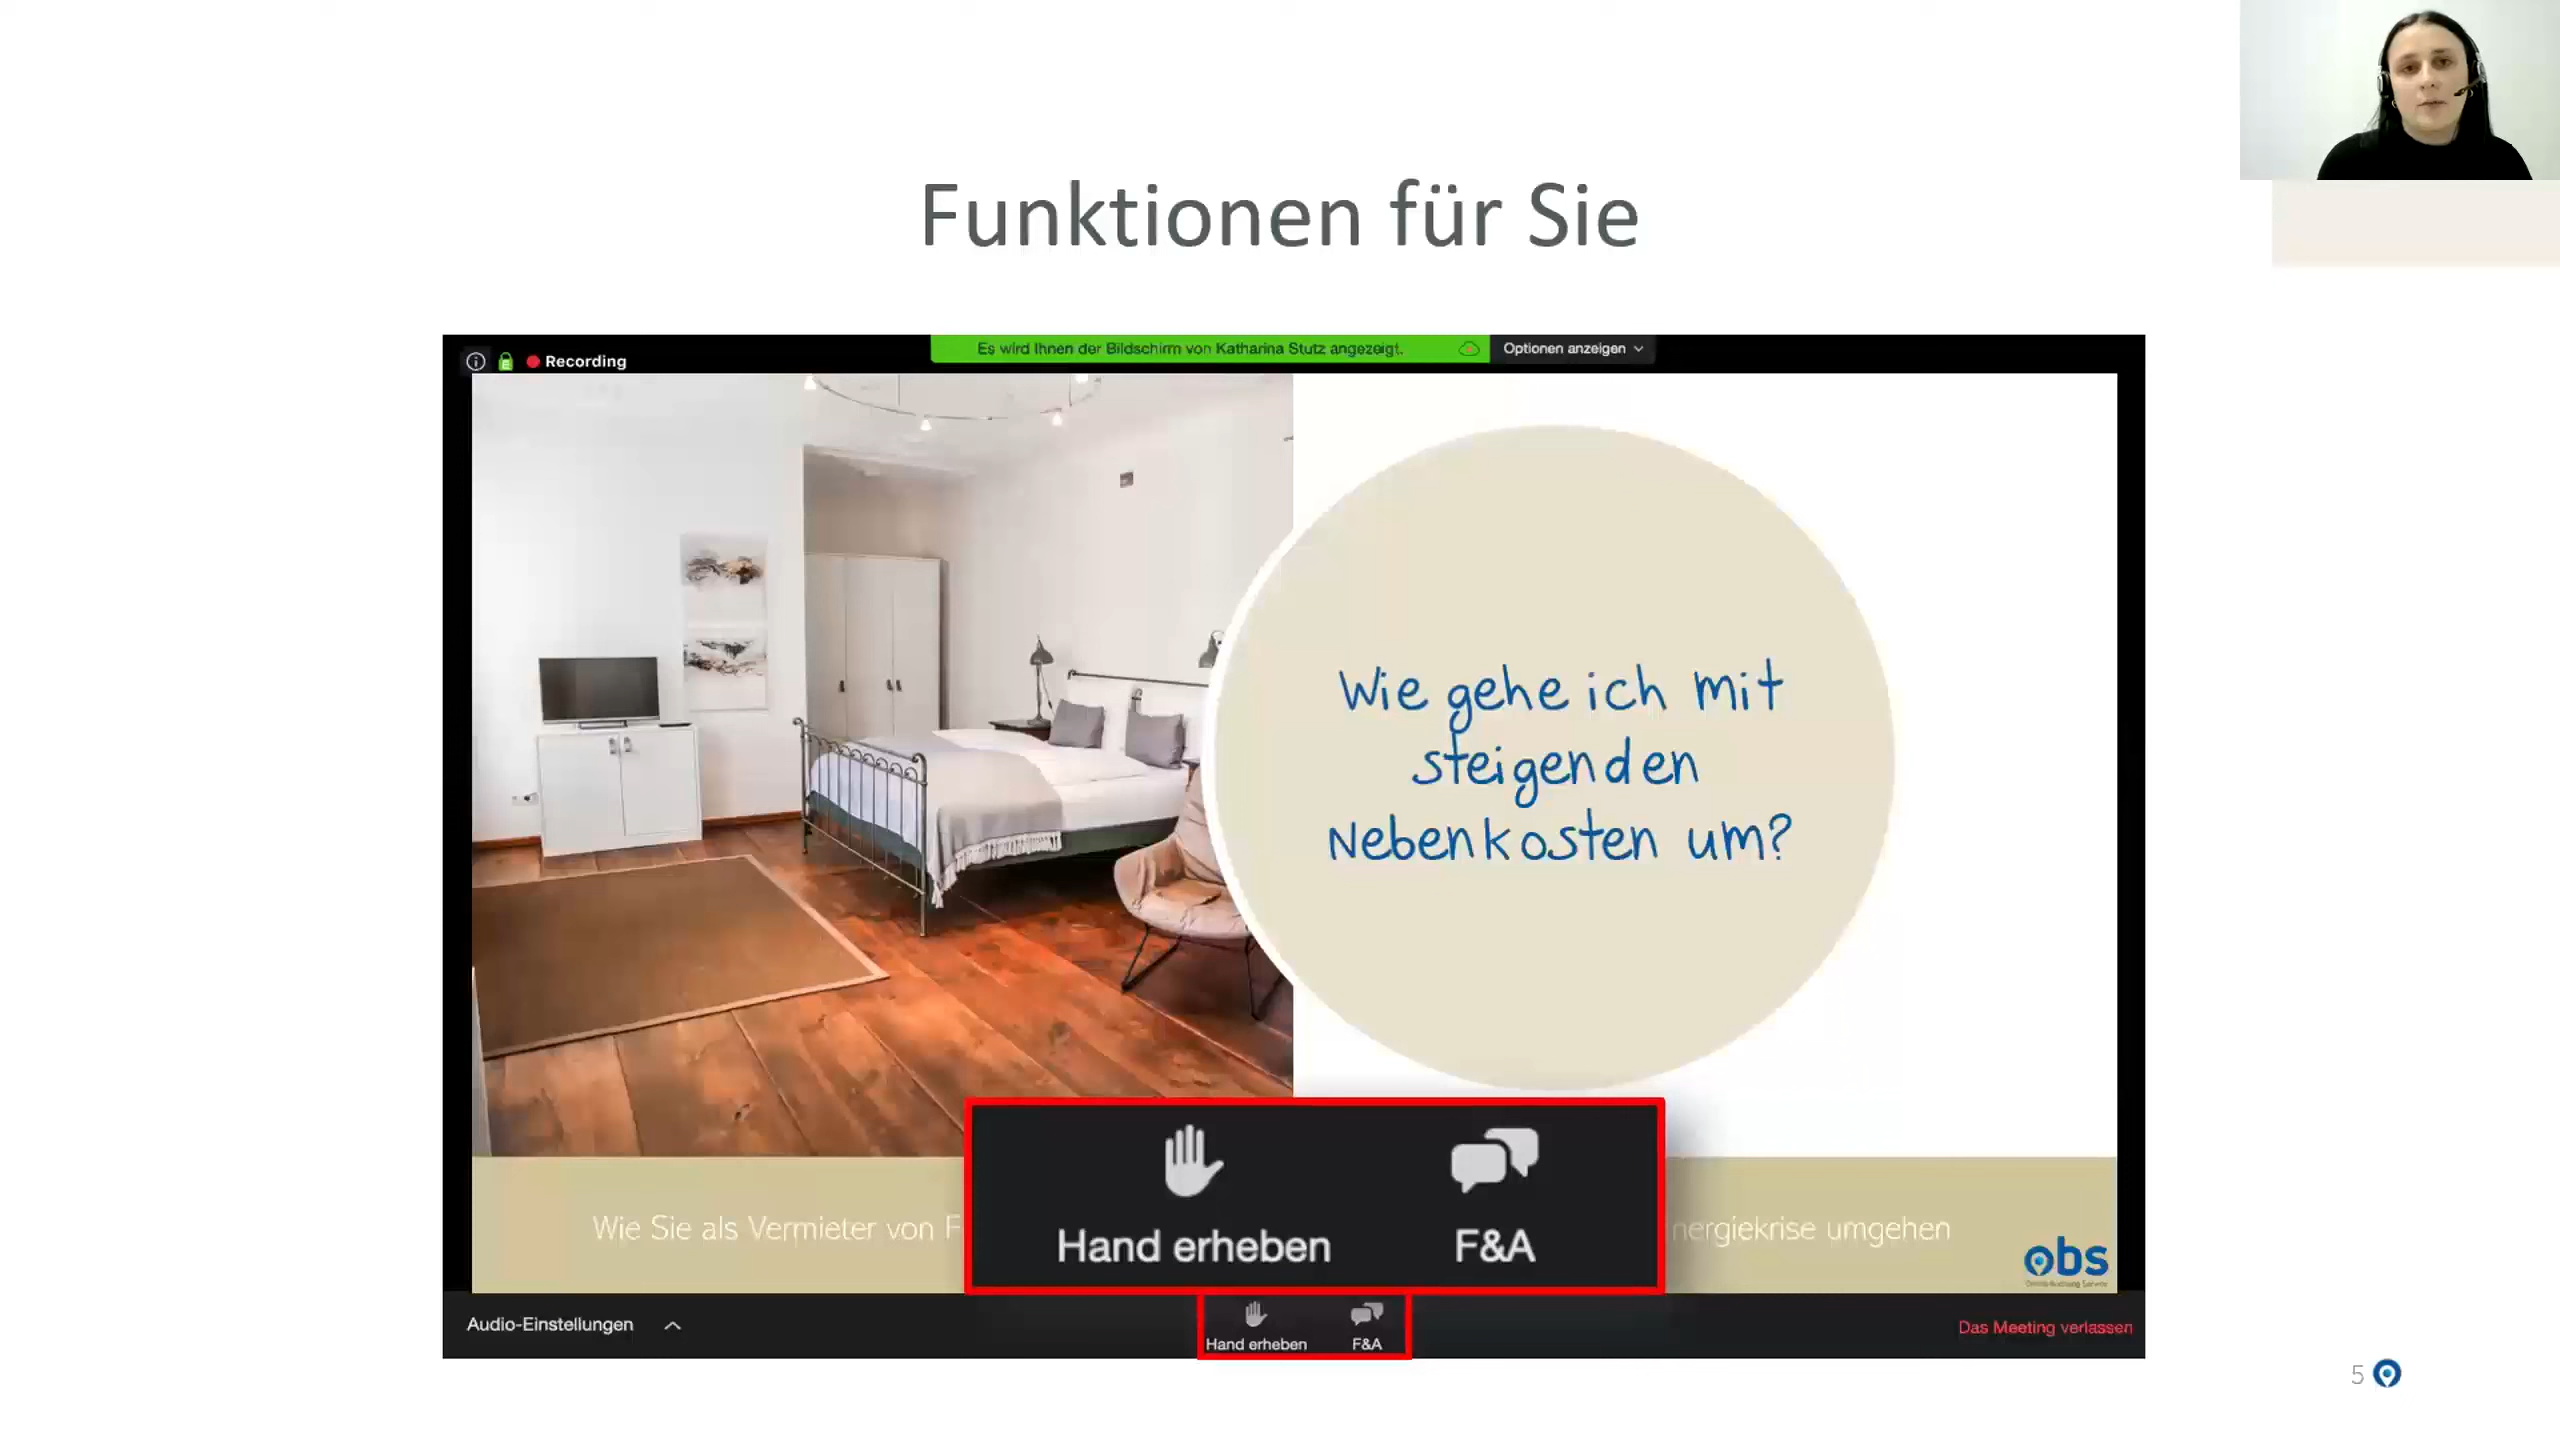 Funktionen für Sie
Recording
Es wird Ihnen der Bildschirm von Katharina Stutz angezeigt.
Optionen anzeigen
Wie gehe ich mit
steigenden
Nebenkosten um?
Wie Sie als Vermieter von F
nergiekrise umgehen
Hand erheben
F&A
obs
Audio-Einstellungen
Hand erheben
F&A
Das Meeting verlassen
5